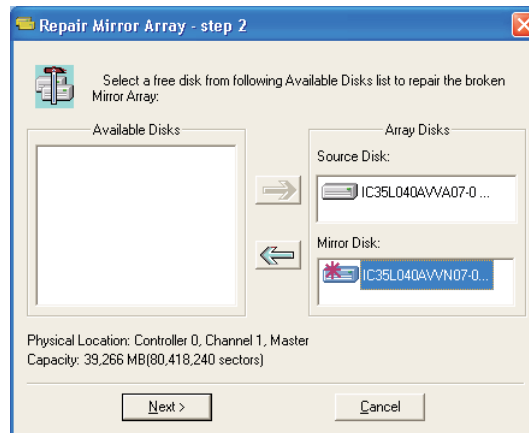 Repair Mirror Array - step 2
Select a free disk from following Available Disks list to repair the broken
Mirror Array:
Available Disks
Array Disks
Source Disk:
IC35L040AVVA07-0 ...
Mirror Disk:
IC35L040AVVN07-0...
Physical Location: Controller 0, Channel 1, Master
Capacity: 39,266 MB(80,418,240 sectors)
Next >
Cancel